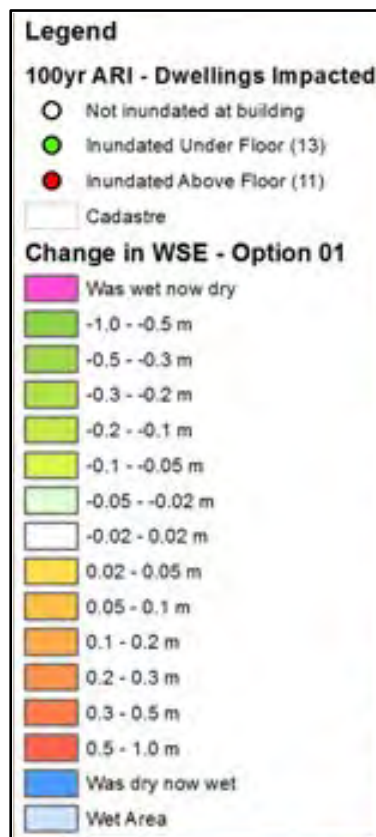 Legend
100yr ARI - Dwellings Impacted
Not inundated at building
Inundated Under Floor (13)
Inundated Above Floor (11)
Cadastre
Change in WSE - Option 01
Was wet now dry
-1.0 - -0.5 m
-0.5 - -0.3 m
-0.3 - -0.2 m
-0.2 - -0.1 m
-0.1 - -0.05 m
-0.05 - -0.02 m
-0.02 - 0.02 m
0.02 - 0.05 m
0.05 - 0.1 m
0.1 - 0.2 m
0.2 - 0.3 m
0.3 - 0.5 m
0.5 - 1.0 m
Was dry now wet
Wet Area